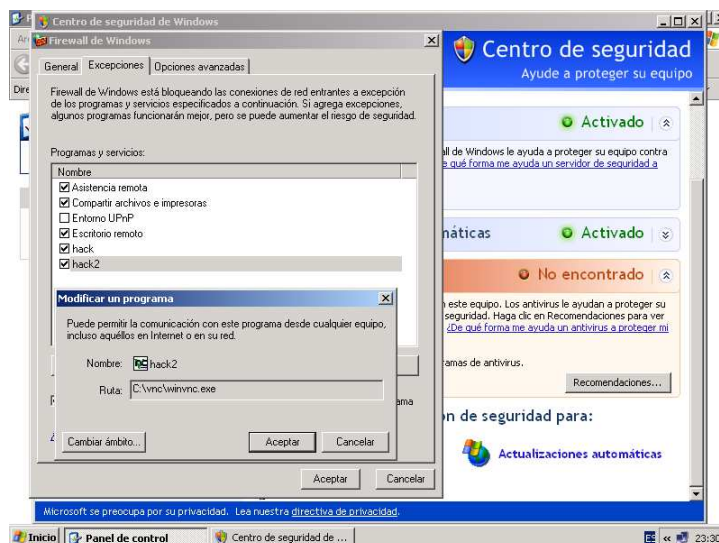 Centro de seguridad de Windows
Firewall de Windows
General
Excepciones
Opciones avanzadas
Firewall de Windows está bloqueando las conexiones de red entrantes a excepción
de los programas y servicios especificados a continuación. Si agrega excepciones,
algunos programas funcionarán mejor, pero se puede aumentar el riesgo de seguridad.
Programas y servicios:
Nombre
Asistencia remota
Compartir archivos e impresoras
Entorno UPnP
Escritorio remoto
hack
hack2
Modificar un programa
Puede permitir la comunicación con este programa desde cualquier equipo,
incluso aquéllos en Internet o en su red.
Nombre: hack2
Ruta: C:\vnc\winvnc.exe
Cambiar ámbito...
Aceptar
Cancelar
Aceptar
Cancelar
Centro de seguridad
Ayude a proteger su equipo
Activado
all de Windows le ayuda a proteger su equipo contra
e qué forma me ayuda un servidor de seguridad a
máticas
Activado
No encontrado
este equipo. Los antivirus le ayudan a proteger su
seguridad. Haga clic en Recomendaciones para ver
¿De qué forma me ayuda un antivirus a proteger mi
amas de antivirus.
Recomendaciones...
n de seguridad para:
Actualizaciones automáticas
Microsoft se preocupa por su privacidad. Lea nuestra directiva de privacidad.
Inicio
Panel de control
Centro de seguridad de ...
23:30